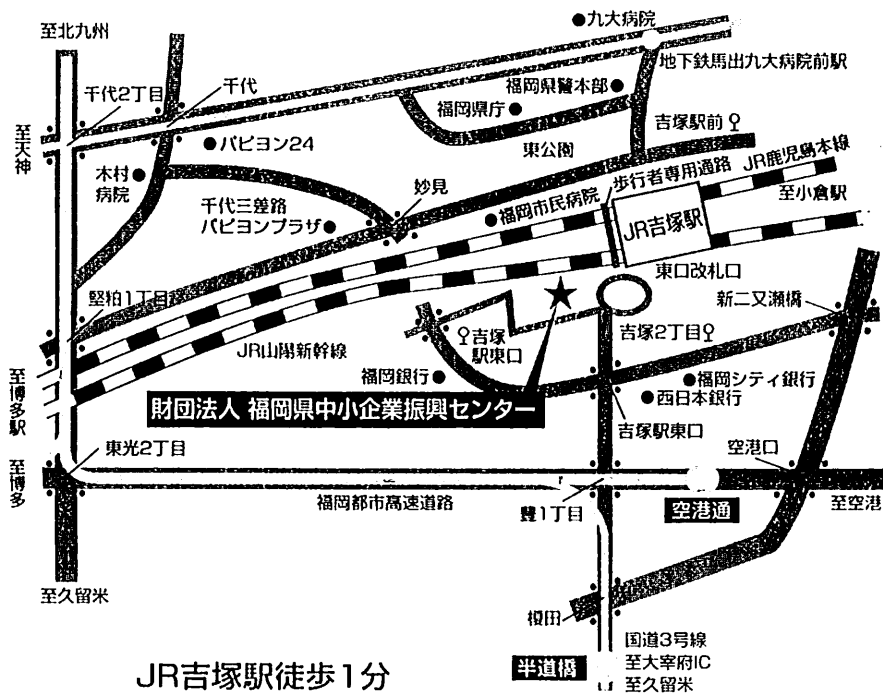 至北九州
九大病院
千代2丁目
千代
地下鉄馬出九大病院前駅
福岡県警本部
福岡県庁
吉塚駅前
至天神
パピヨン24
東公園
木村
病院
妙見
歩行者専用通路
JR鹿児島本線
至小倉駅
千代三差路
パピヨンプラザ
福岡市民病院
JR吉塚駅
東口改札口
堅粕1丁目
新二又瀬橋
吉塚
駅東口
吉塚2丁目
JR山陽新幹線
至博多駅
福岡銀行
福岡シティ銀行
西日本銀行
財団法人 福岡県中小企業振興センター
吉塚駅東口
東光2丁目
空港口
至博多
福岡都市高速道路
豊1丁目
空港通
至空港
至久留米
榎田
国道3号線
半道橋
至大宰府IC
至久留米
JR吉塚駅徒歩1分